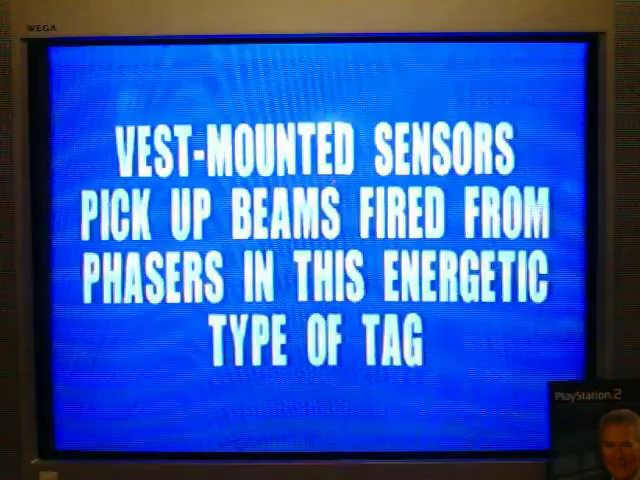 WEGA
VEST-MOUNTED SENSORS
PICK UP BEAMS FIRED FROM
PHASERS IN THIS ENERGETIC
TYPE OF TAG
PlayStation.2